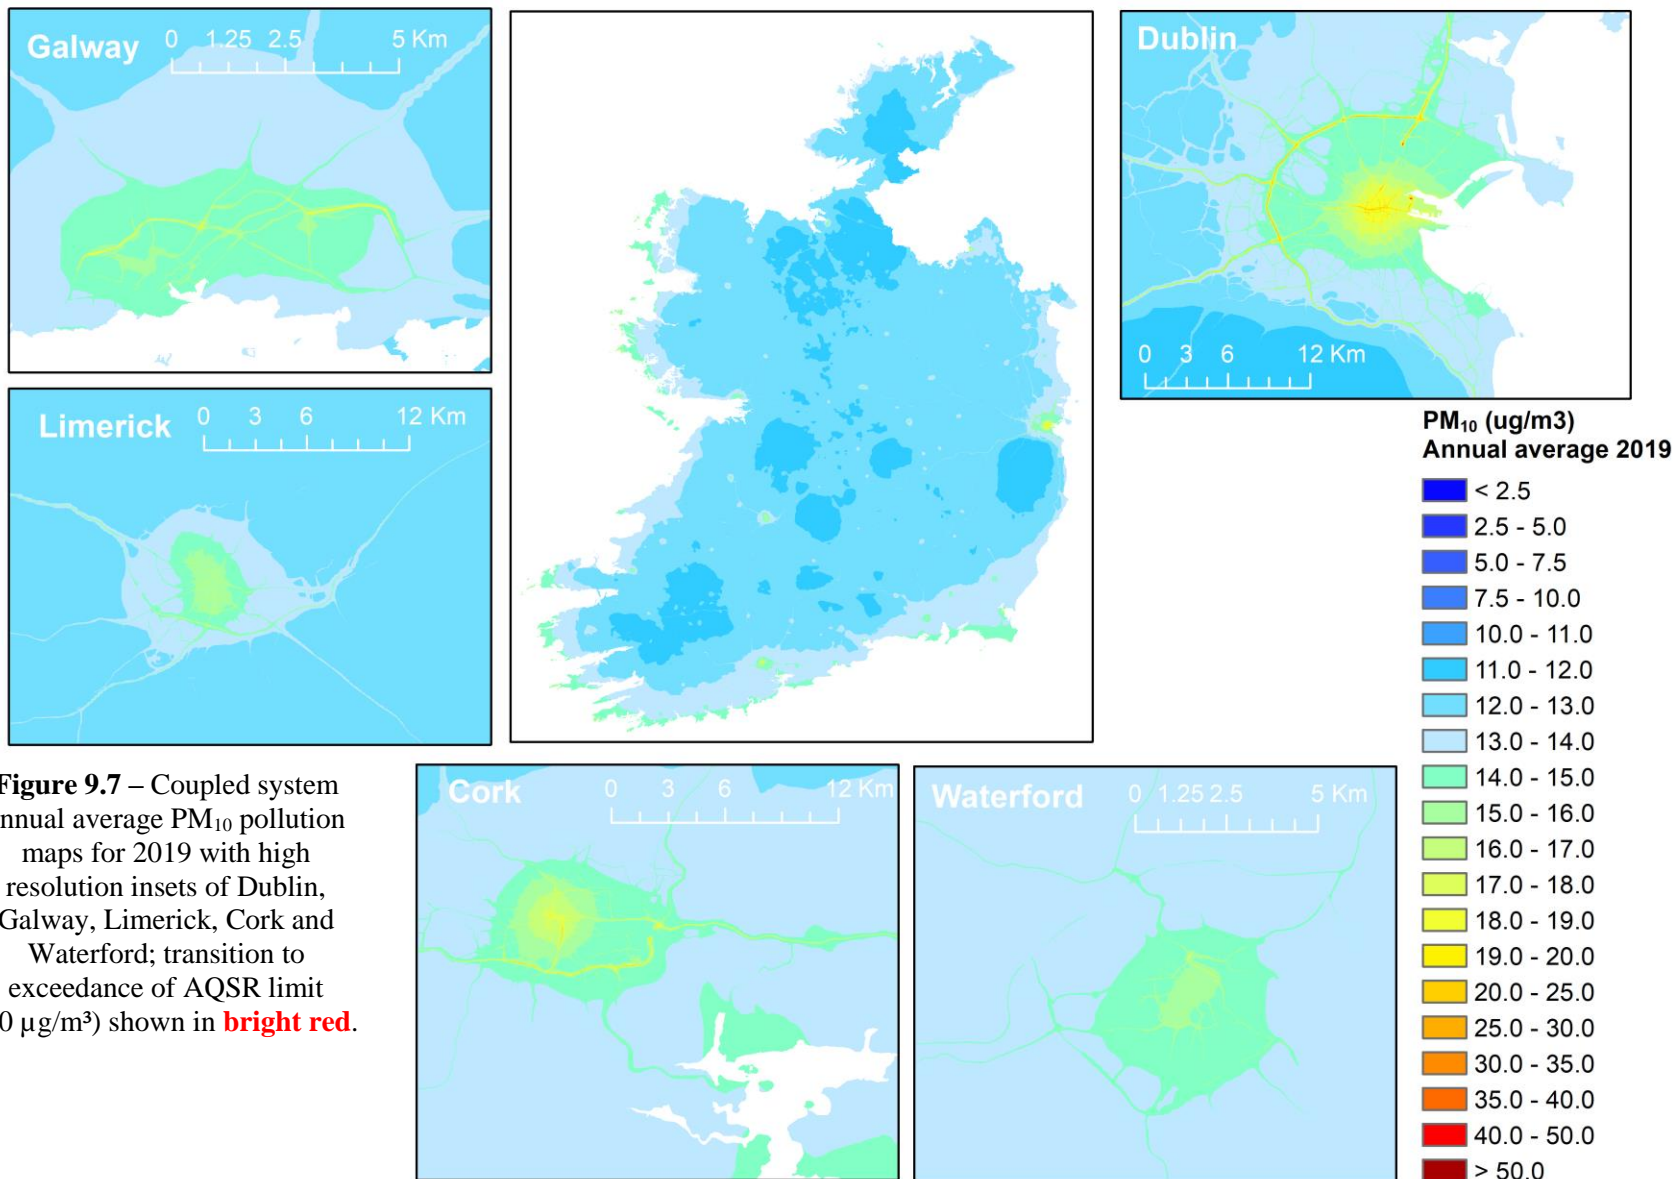 Galway
0 1.25 2.5 5 Km
Dublin
0 3 6 12 Km
Limerick
0 3 6 12 Km
PM₁₀ (ug/m3)
Annual average 2019
< 2.5
2.5 - 5.0
5.0 - 7.5
7.5 - 10.0
10.0 - 11.0
11.0 - 12.0
12.0 - 13.0
13.0 - 14.0
14.0 - 15.0
15.0 - 16.0
16.0 - 17.0
17.0 - 18.0
18.0 - 19.0
19.0 - 20.0
20.0 - 25.0
25.0 - 30.0
30.0 - 35.0
35.0 - 40.0
40.0 - 50.0
> 50.0
Figure 9.7 – Coupled system
nnual average PM₁₀ pollution
maps for 2019 with high
resolution insets of Dublin,
Galway, Limerick, Cork and
Waterford; transition to
exceedance of AQSR limit
0 µg/m³) shown in bright red.
Cork
0 3 6 12 Km
Waterford
0 1.25 2.5 5 Km